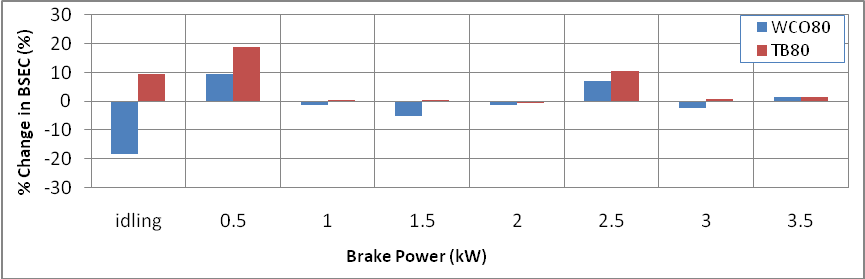 % Change in BSEC (%)
30
20
10
0
-10
-20
-30
WCO80
TB80
idling 0.5 1 1.5 2 2.5 3 3.5
Brake Power (kW)